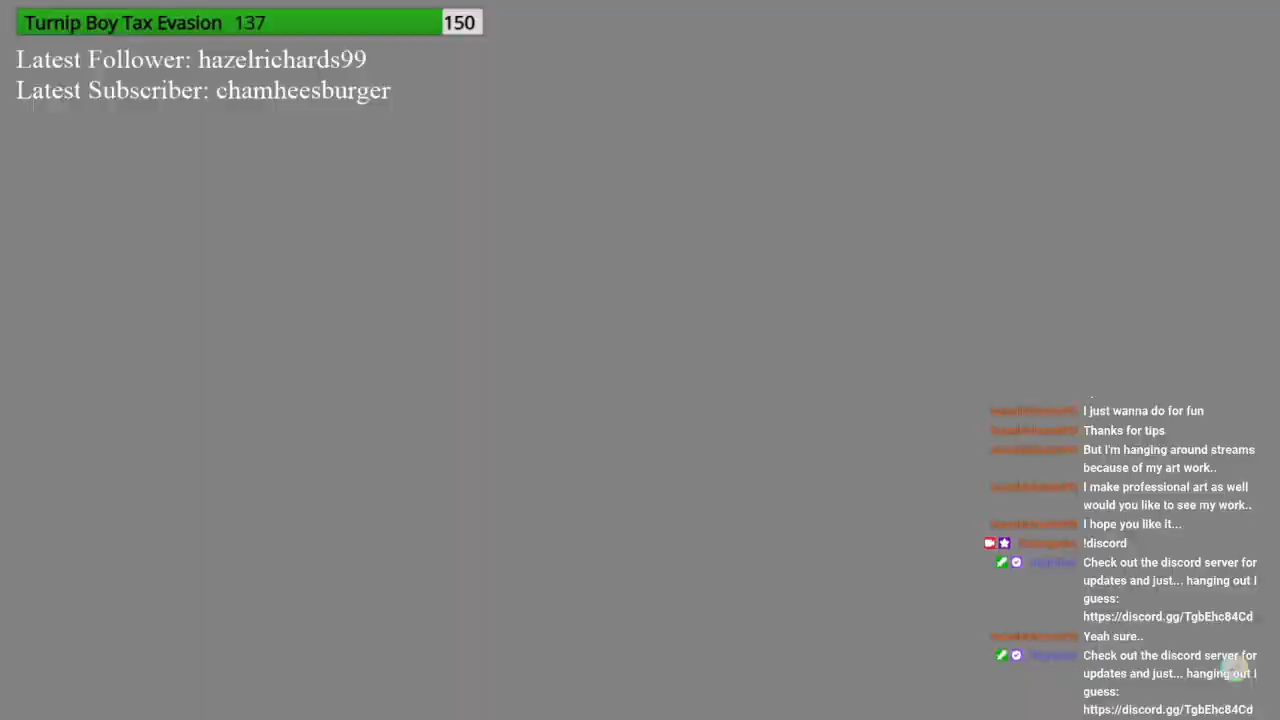 Turnip Boy Tax Evasion 137 150
Latest Follower: hazelrichards99
Latest Subscriber: chamheesburger
I just wanna do for fun
Thanks for tips
But I'm hanging around streams
because of my art work..
I make professional art as well
would you like to see my work..
I hope you like it...
!discord
Check out the discord server for
updates and just... hanging out I
guess:
https://discord.gg/TgbEhc84Cd
Yeah sure..
Check out the discord server for
updates and just... hanging out I
guess:
https://discord.gg/TgbEhc84Cd